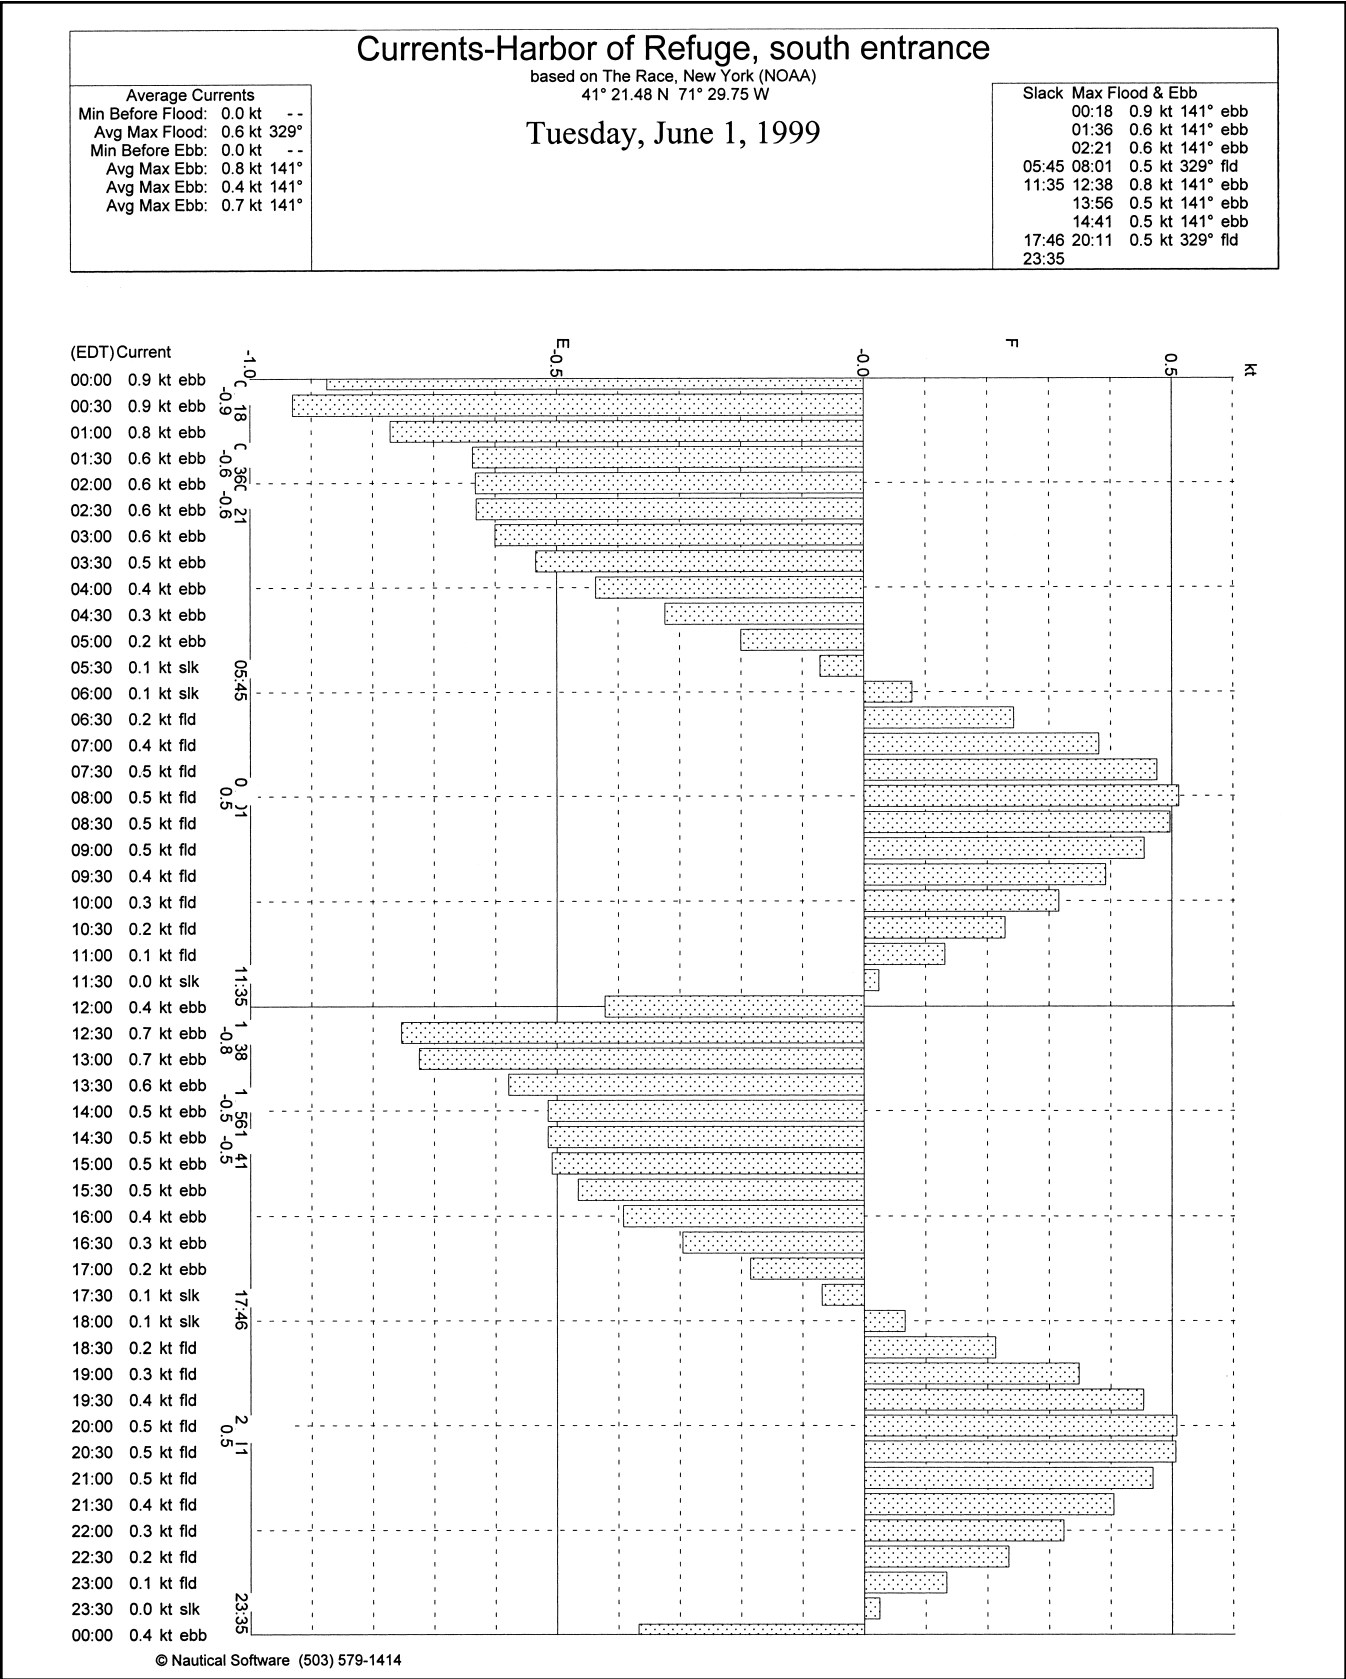 Currents-Harbor of Refuge, south entrance
based on The Race, New York (NOAA)
41° 21.48 N 71° 29.75 W
Tuesday, June 1, 1999
Average Currents
Min Before Flood: 0.0 kt - -
Avg Max Flood: 0.6 kt 329°
Min Before Ebb: 0.0 kt - -
Avg Max Ebb: 0.8 kt 141°
Avg Max Ebb: 0.4 kt 141°
Avg Max Ebb: 0.7 kt 141°
Slack Max Flood & Ebb
00:18 0.9 kt 141° ebb
01:36 0.6 kt 141° ebb
02:21 0.6 kt 141° ebb
05:45 08:01 0.5 kt 329° fld
11:35 12:38 0.8 kt 141° ebb
13:56 0.5 kt 141° ebb
14:41 0.5 kt 141° ebb
17:46 20:11 0.5 kt 329° fld
23:35
(EDT) Current
-1.0
E
-0.5
-0.0
F
0.5
kt
00:00 0.9 kt ebb
00:30 0.9 kt ebb
01:00 0.8 kt ebb
01:30 0.6 kt ebb
02:00 0.6 kt ebb
02:30 0.6 kt ebb
03:00 0.6 kt ebb
03:30 0.5 kt ebb
04:00 0.4 kt ebb
04:30 0.3 kt ebb
05:00 0.2 kt ebb
05:30 0.1 kt slk
06:00 0.1 kt slk
06:30 0.2 kt fld
07:00 0.4 kt fld
07:30 0.5 kt fld
08:00 0.5 kt fld
08:30 0.5 kt fld
09:00 0.5 kt fld
09:30 0.4 kt fld
10:00 0.3 kt fld
10:30 0.2 kt fld
11:00 0.1 kt fld
11:30 0.0 kt slk
12:00 0.4 kt ebb
12:30 0.7 kt ebb
13:00 0.7 kt ebb
13:30 0.6 kt ebb
14:00 0.5 kt ebb
14:30 0.5 kt ebb
15:00 0.5 kt ebb
15:30 0.5 kt ebb
16:00 0.4 kt ebb
16:30 0.3 kt ebb
17:00 0.2 kt ebb
17:30 0.1 kt slk
18:00 0.1 kt slk
18:30 0.2 kt fld
19:00 0.3 kt fld
19:30 0.4 kt fld
20:00 0.5 kt fld
20:30 0.5 kt fld
21:00 0.5 kt fld
21:30 0.4 kt fld
22:00 0.3 kt fld
22:30 0.2 kt fld
23:00 0.1 kt fld
23:30 0.0 kt slk
00:00 0.4 kt ebb
-0.9
18
-0.6
-0.6
21
05:45
0.5
11:35
-0.8
38
-0.5
-0.5
41
17:46
0.5
23:35
© Nautical Software (503) 579-1414